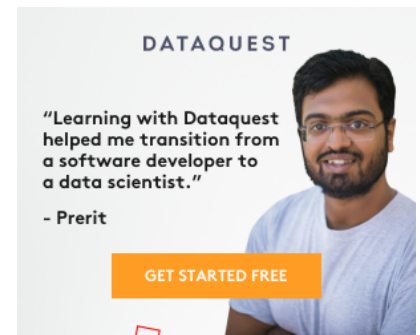 DATAQUEST
“Learning with Dataquest
helped me transition from
a software developer to
a data scientist.”
- Prerit
GET STARTED FREE